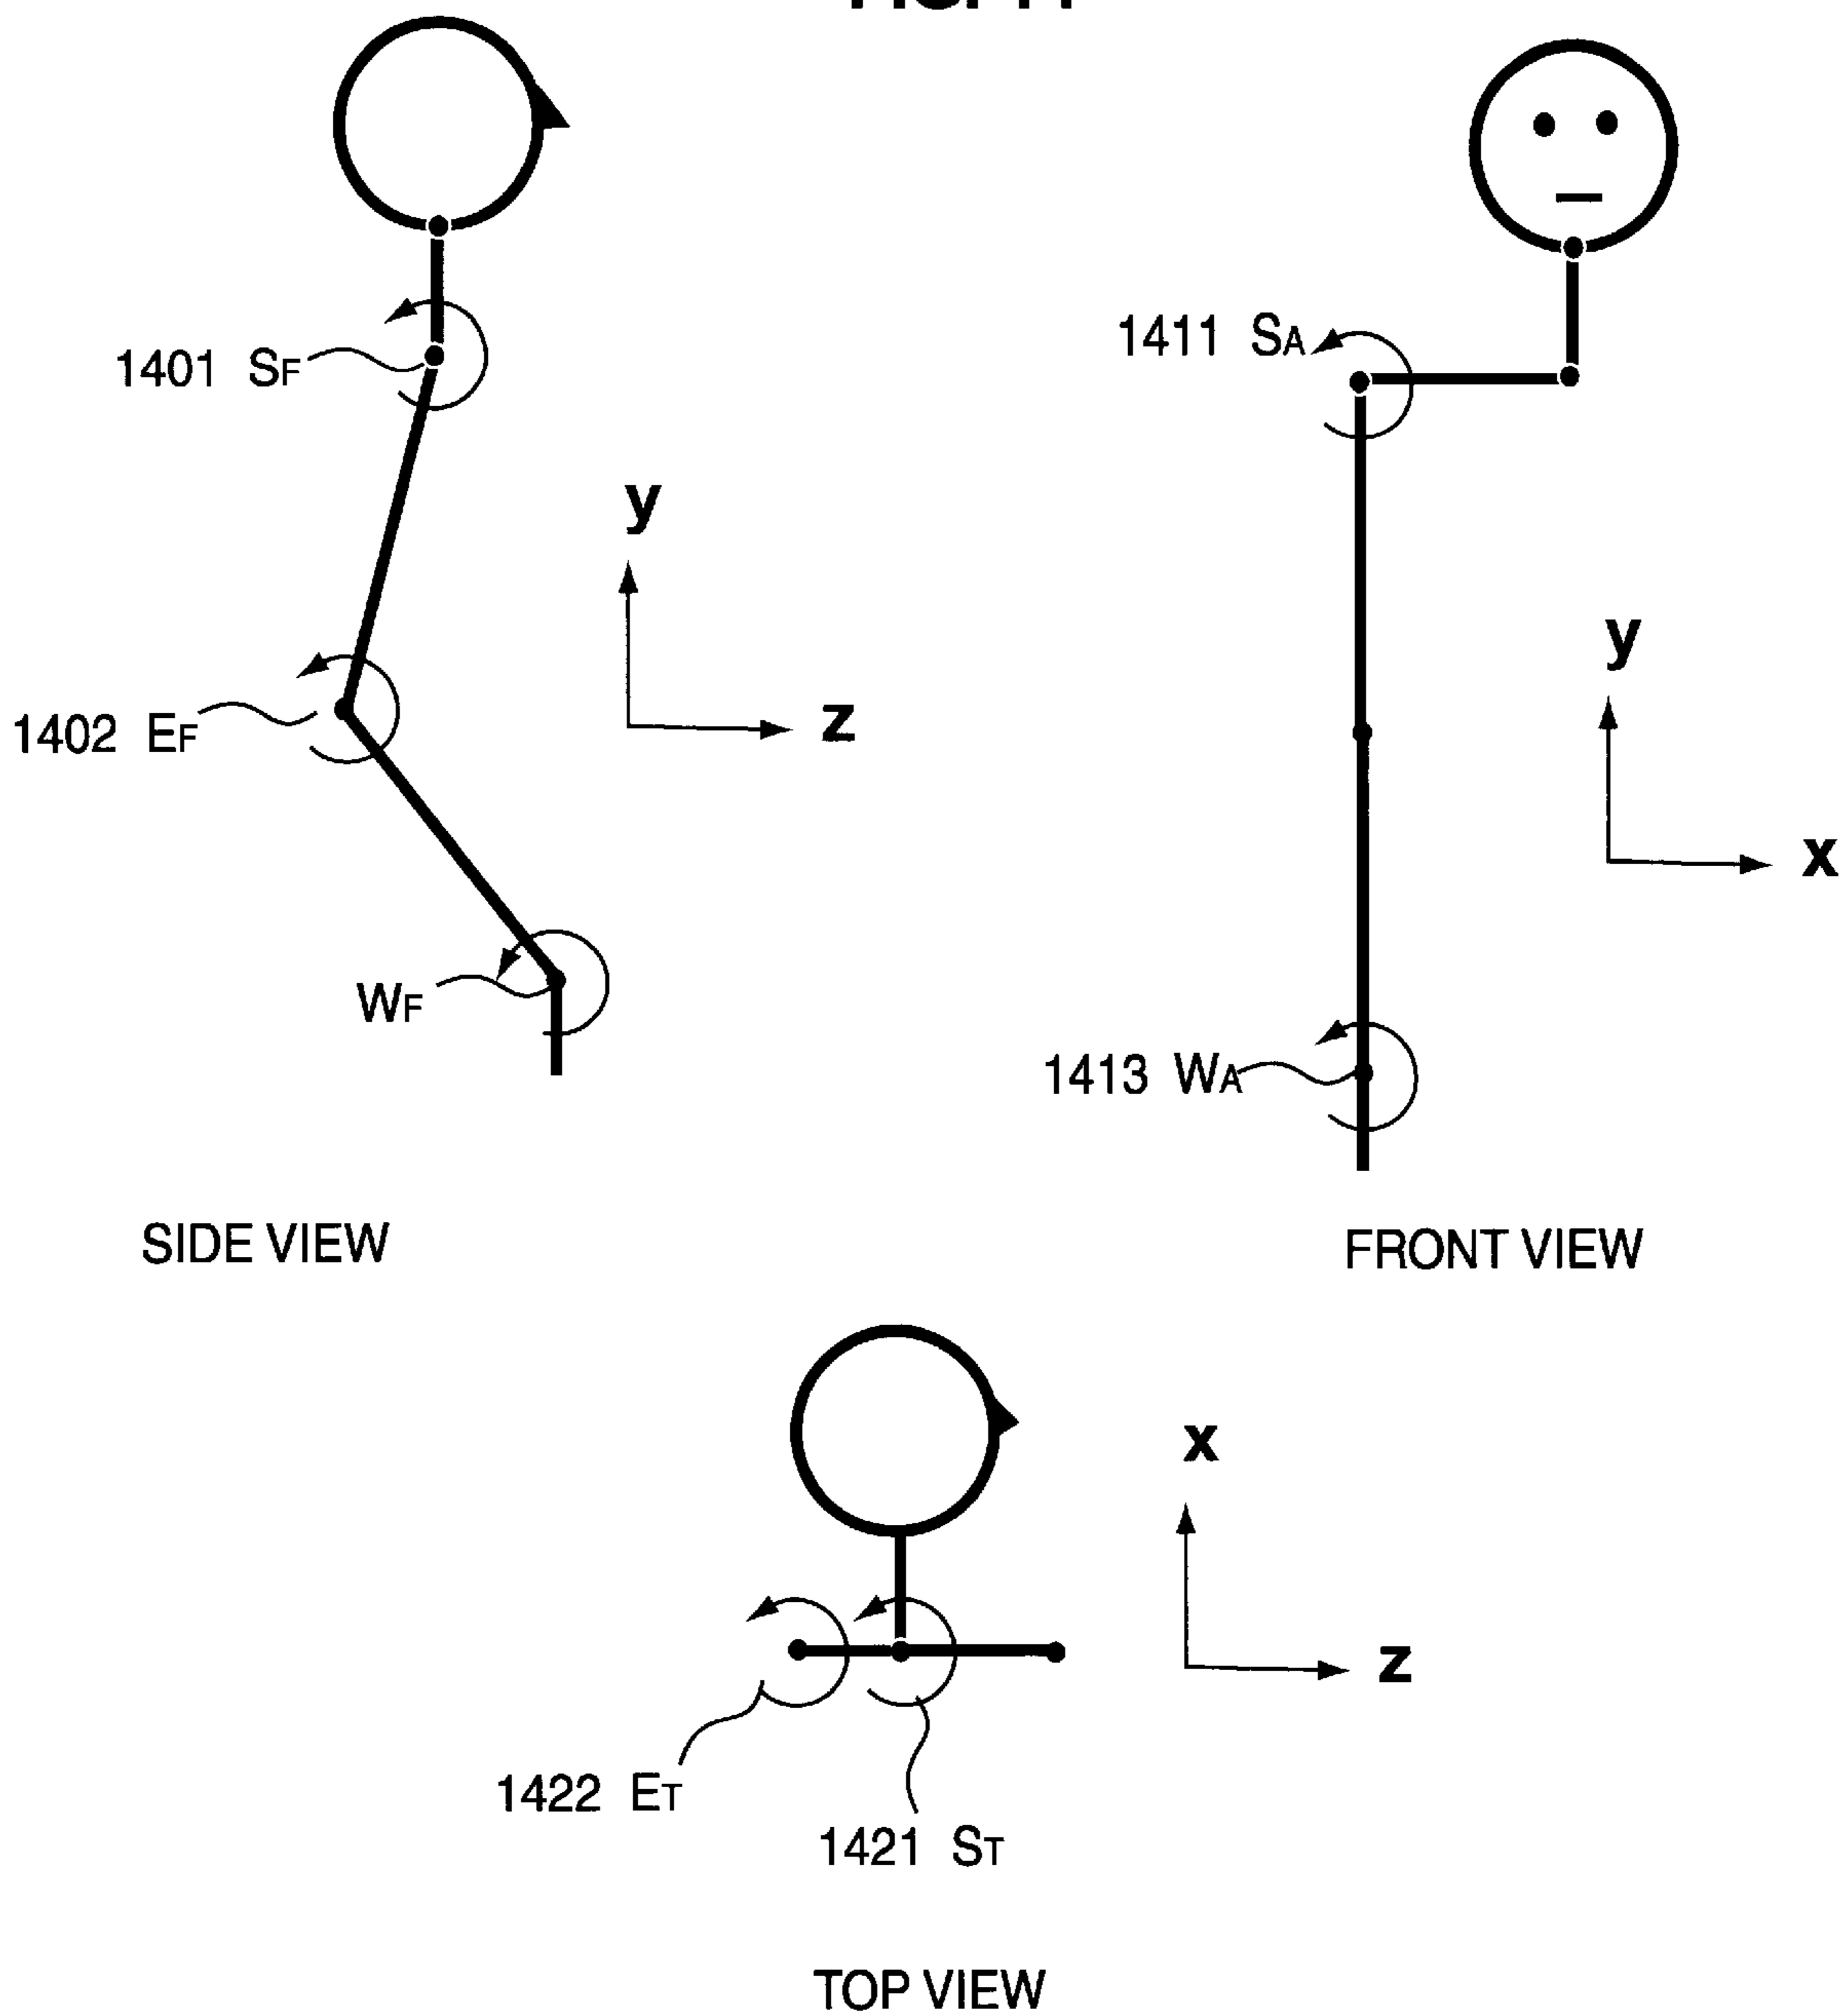 1401 SF
1411 SA
y
z
1402 EF
y
x
WF
1413 WA
SIDE VIEW
FRONT VIEW
x
z
1422 ET
1421 ST
TOP VIEW